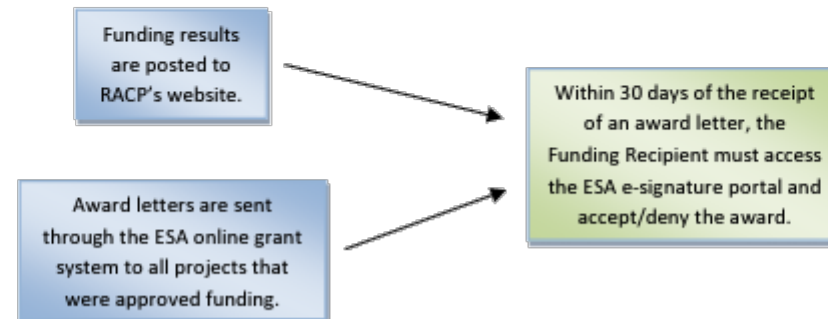 Funding results
are posted to
RACP's website.
Award letters are sent
through the ESA online grant
system to all projects that
were approved funding.
Within 30 days of the receipt
of an award letter, the
Funding Recipient must access
the ESA e-signature portal and
accept/deny the award.